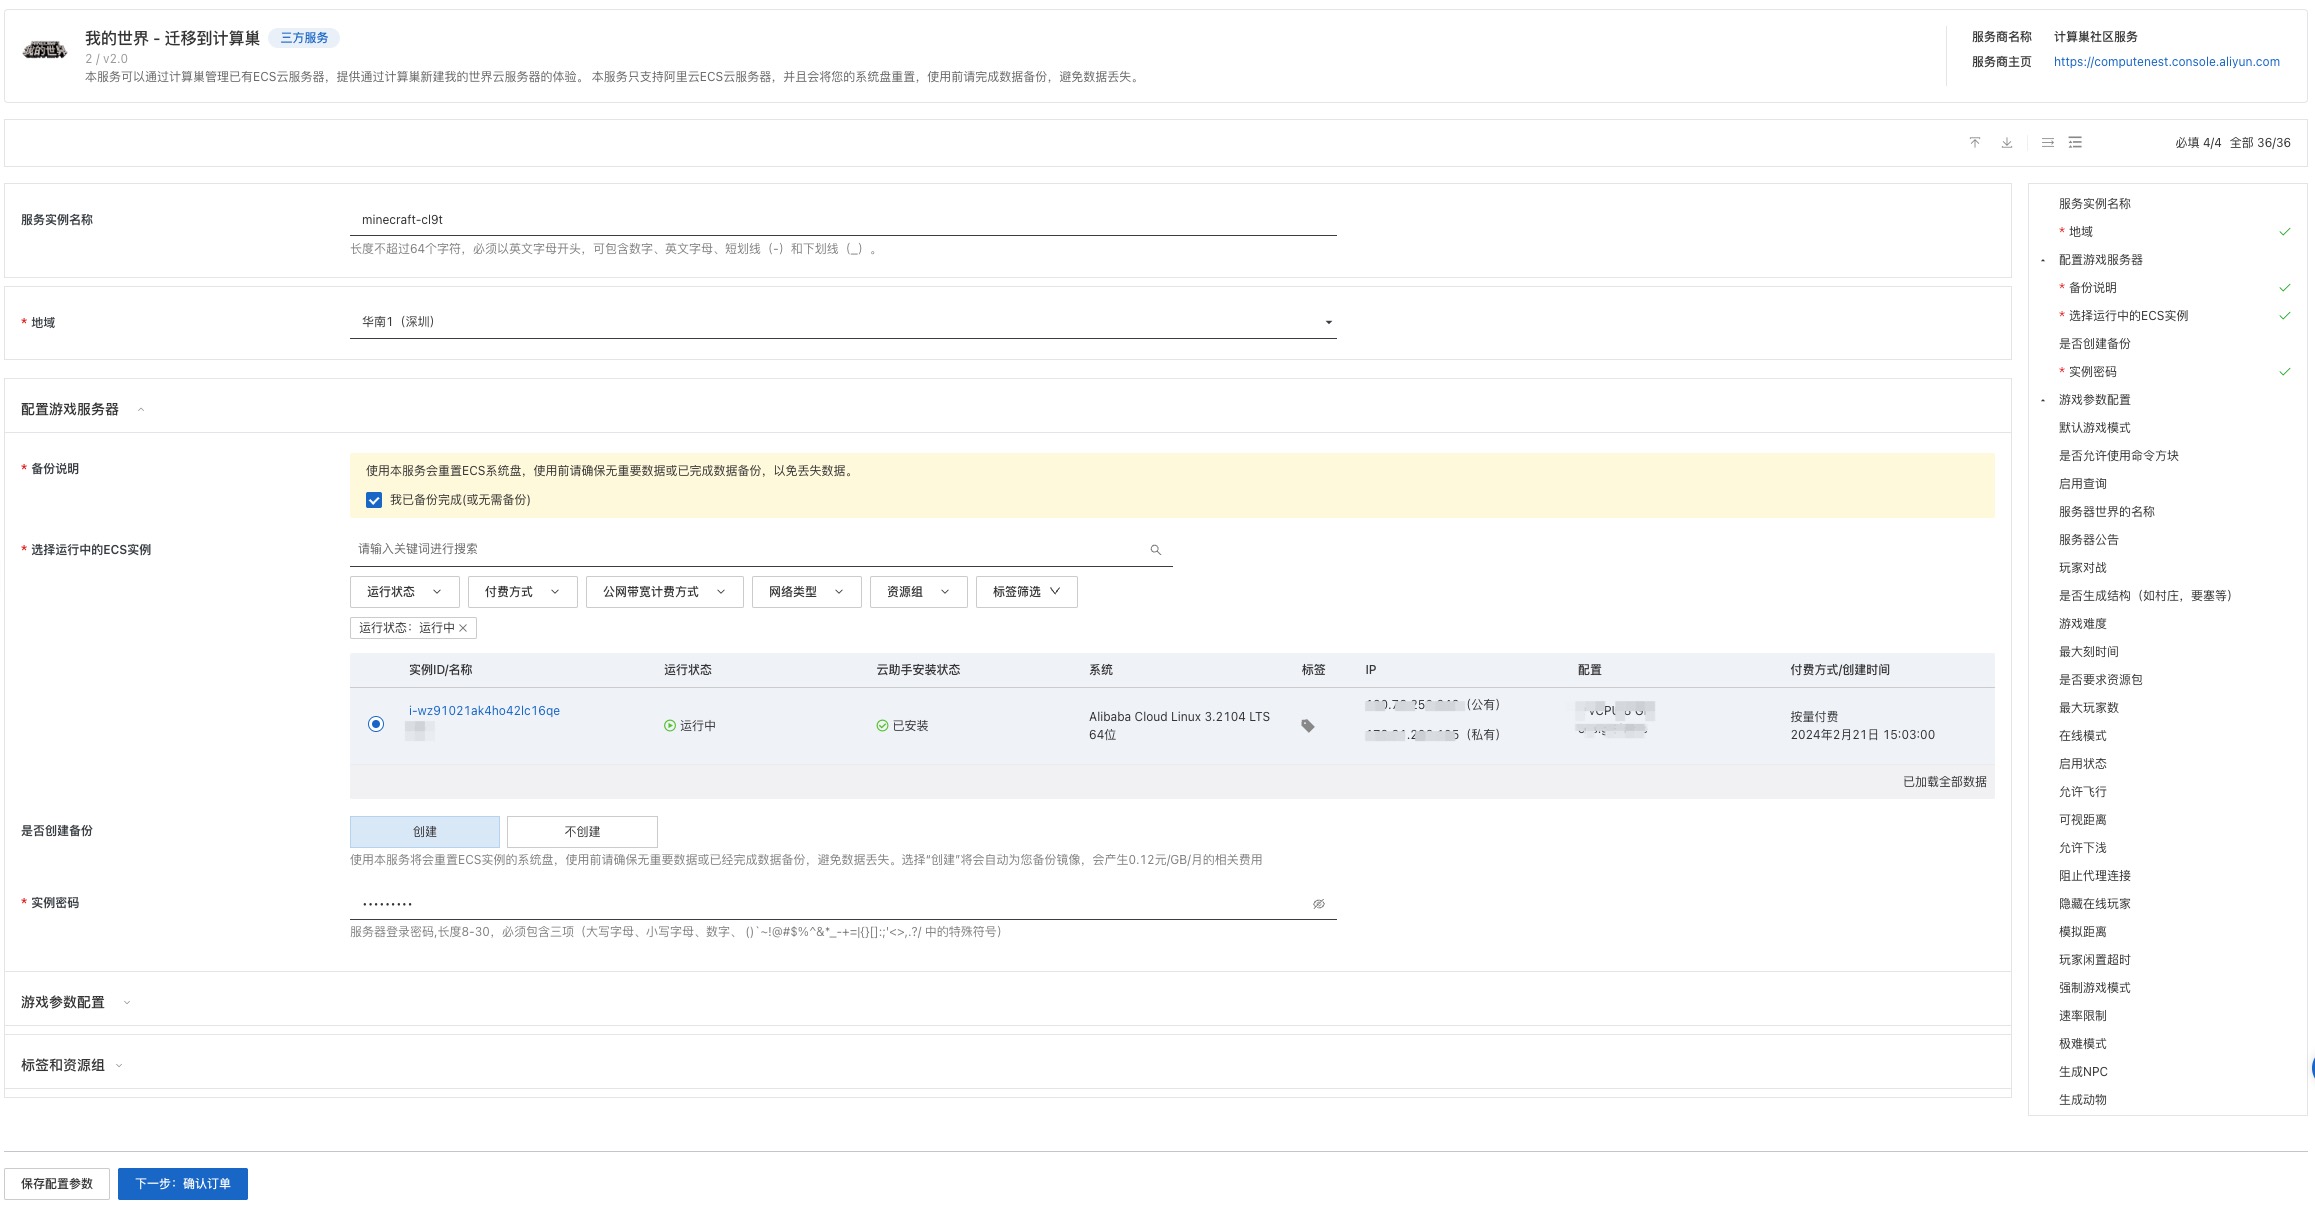 我的世界
我的世界 - 迁移到计算巢 三方服务
2 / v2.0
本服务可以通过计算巢管理已有ECS云服务器，提供通过计算巢新建我的世界云服务器的体验。 本服务只支持阿里云ECS云服务器，并且会将您的系统盘重置，使用前请完成数据备份，避免数据丢失。
服务商名称 计算巢社区服务
服务商主页 https://computenest.console.aliyun.com
必填 4/4 全部 36/36
服务实例名称
minecraft-cl9t
长度不超过64个字符，必须以英文字母开头，可包含数字、英文字母、短划线（-）和下划线（_）。
* 地域
华南1（深圳）
配置游戏服务器
* 备份说明
使用本服务会重置ECS系统盘，使用前请确保无重要数据或已完成数据备份，以免丢失数据。
我已备份完成(或无需备份)
* 选择运行中的ECS实例
请输入关键词进行搜索
运行状态 付费方式 公网带宽计费方式 网络类型 资源组 标签筛选
运行状态：运行中
实例ID/名称 运行状态 云助手安装状态 系统 标签 IP 配置 付费方式/创建时间
i-wz91021ak4ho42lc16qe
运行中
已安装
Alibaba Cloud Linux 3.2104 LTS
64位
（公有）
（私有）
按量付费
2024年2月21日 15:03:00
已加载全部数据
是否创建备份
创建 不创建
使用本服务将会重置ECS实例的系统盘，使用前请确保无重要数据或已经完成数据备份，避免数据丢失。选择“创建”将会自动为您备份镜像，会产生0.12元/GB/月的相关费用
* 实例密码
•••••••••
服务器登录密码,长度8-30，必须包含三项（大写字母、小写字母、数字、 ()`~!@#$%^&*_-+=|{}[]:;'<>,.?/ 中的特殊符号）
游戏参数配置
标签和资源组
保存配置参数 下一步：确认订单
服务实例名称
* 地域
配置游戏服务器
* 备份说明
* 选择运行中的ECS实例
是否创建备份
* 实例密码
游戏参数配置
默认游戏模式
是否允许使用命令方块
启用查询
服务器世界的名称
服务器公告
玩家对战
是否生成结构（如村庄，要塞等）
游戏难度
最大刻时间
是否要求资源包
最大玩家数
在线模式
启用状态
允许飞行
可视距离
允许下浅
阻止代理连接
隐藏在线玩家
模拟距离
玩家闲置超时
强制游戏模式
速率限制
极难模式
生成NPC
生成动物